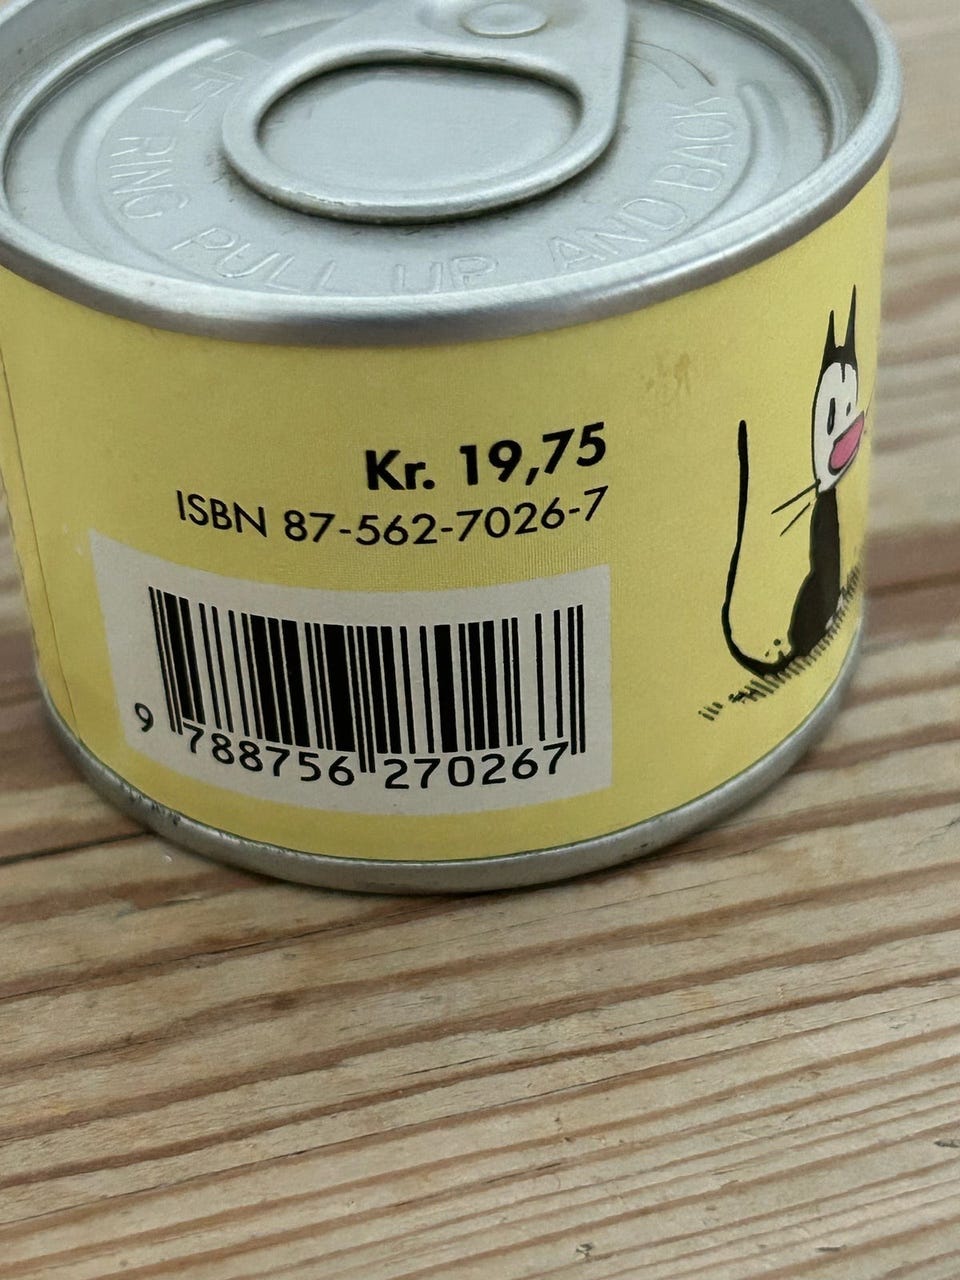 LIFT RING PULL UP AND BACK
Kr. 19,75
ISBN 87-562-7026-7
9 788756 270267